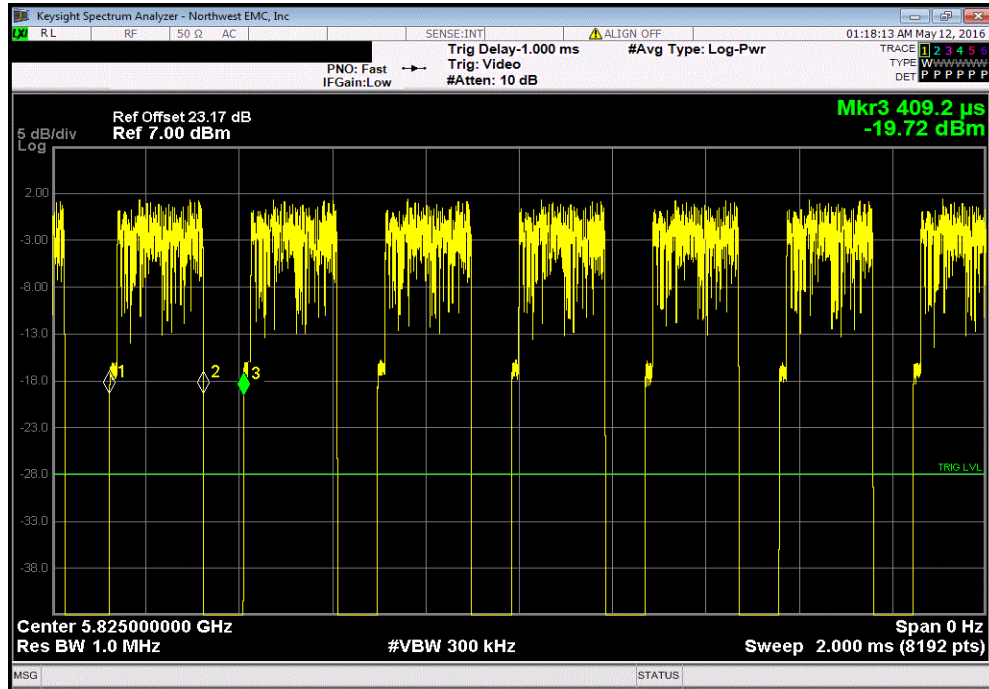 Keysight Spectrum Analyzer - Northwest EMC, Inc
LXI RL RF 50 Ω AC SENSE:INT ALIGN OFF 01:18:13 AM May 12, 2016
PNO: Fast
IFGain:Low
Trig Delay-1.000 ms
Trig: Video
#Atten: 10 dB
#Avg Type: Log-Pwr
TRACE 1 2 3 4 5 6
TYPE WWWWWW
DET P P P P P P
Mkr3 409.2 µs
-19.72 dBm
5 dB/div
Log
Ref Offset 23.17 dB
Ref 7.00 dBm
2.00
-3.00
-8.00
-13.0
-18.0
1
2
3
-23.0
-28.0
TRIG LVL
-33.0
-38.0
Center 5.825000000 GHz
Span 0 Hz
Res BW 1.0 MHz
#VBW 300 kHz
Sweep 2.000 ms (8192 pts)
MSG
STATUS